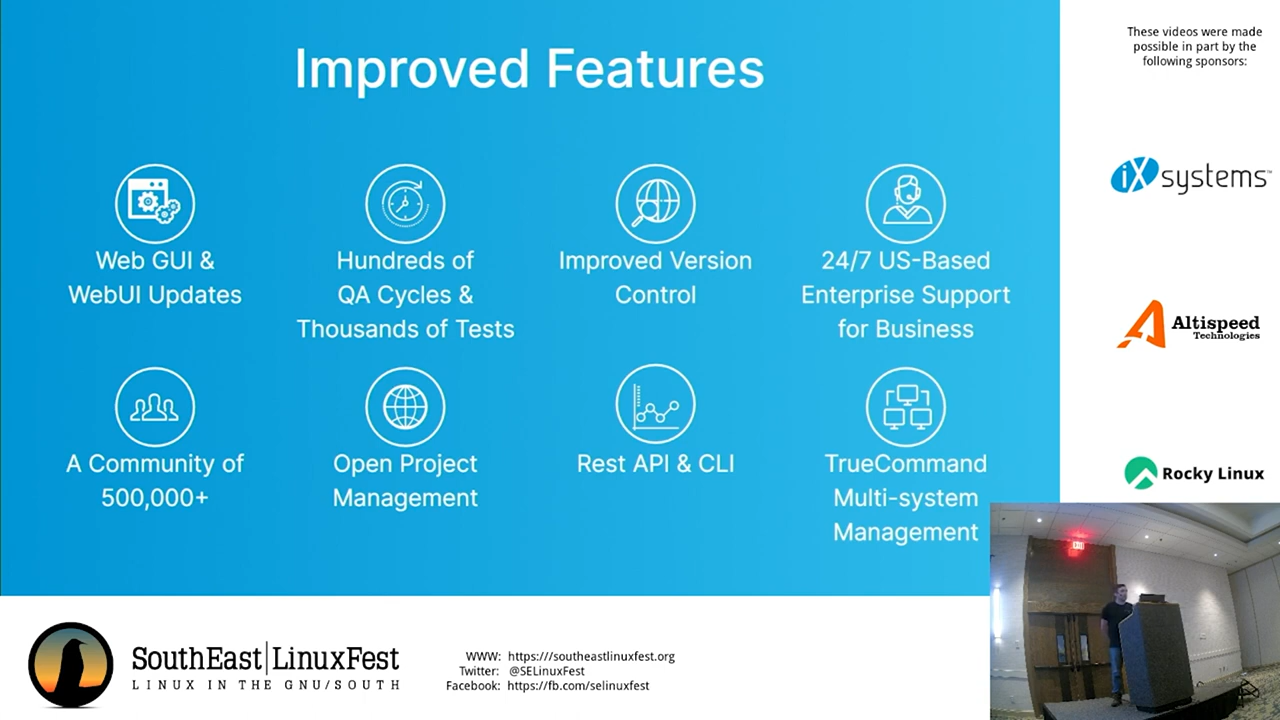 Improved Features
Web GUI &
WebUI Updates
Hundreds of
QA Cycles &
Thousands of Tests
Improved Version
Control
24/7 US-Based
Enterprise Support
for Business
A Community of
500,000+
Open Project
Management
Rest API & CLI
TrueCommand
Multi-system
Management
These videos were made
possible in part by the
following sponsors:
iXsystems™
Altispeed
Technologies
Rocky Linux
SouthEast|LinuxFest
LINUX IN THE GNU/SOUTH
WWW: https://southeastlinuxfest.org
Twitter: @SELinuxFest
Facebook: https://fb.com/selinuxfest